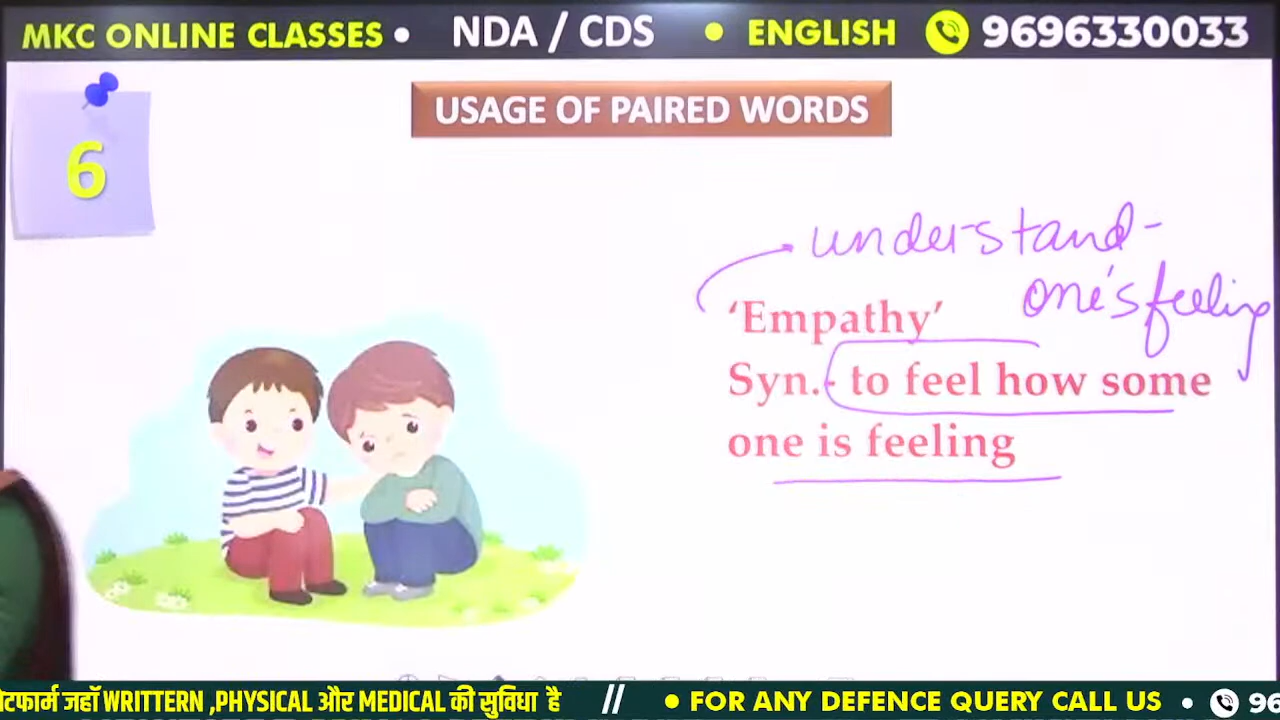 MKC ONLINE CLASSES • NDA / CDS • ENGLISH 9696330033
USAGE OF PAIRED WORDS
6
understand-
one's feeling
'Empathy'
Syn.- to feel how some
one is feeling
जहाँ WRITTERN ,PHYSICAL और MEDICAL की सुविधा है // • FOR ANY DEFENCE QUERY CALL US • 96